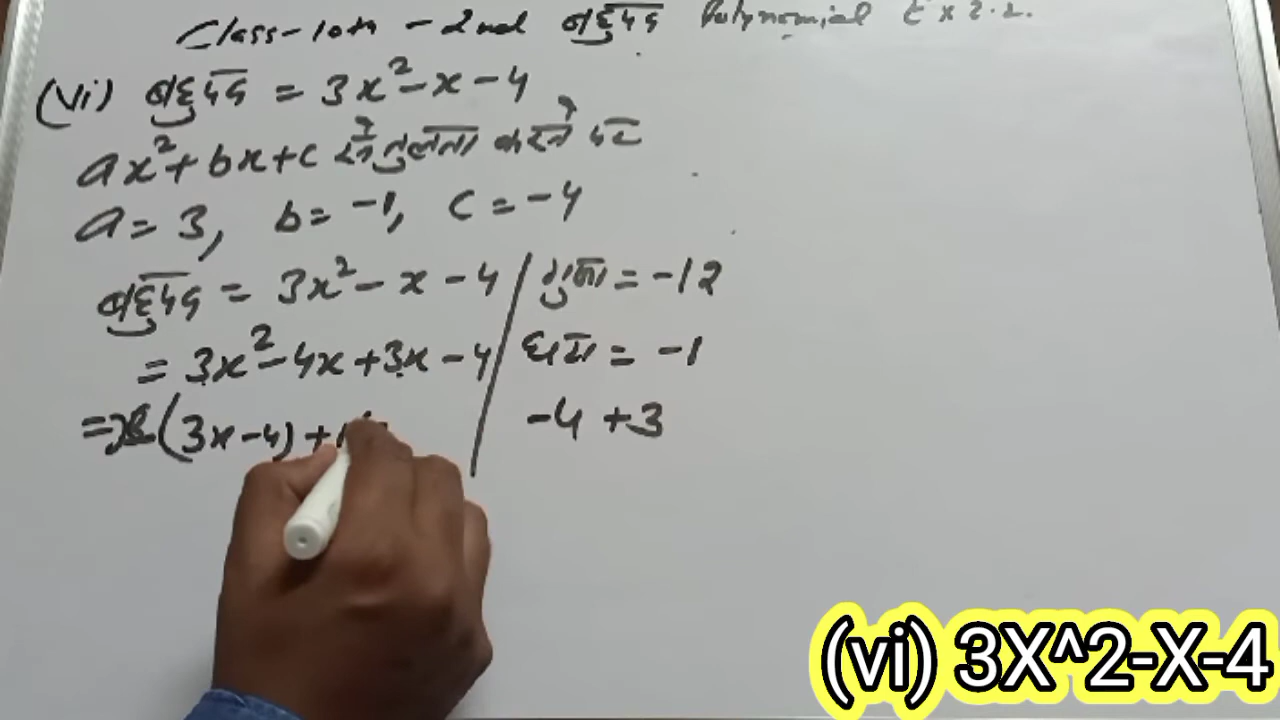 Class-10th - 2nd बहुपद Polynomial Ex 2.2.
(vi) बहुपद = 3x² - x - 4
ax² + bx + c से तुलना करने पर
a = 3, b = -1, c = -4
बहुपद = 3x² - x - 4
= 3x² - 4x + 3x - 4
= x(3x - 4) + 1(
गुना = -12
घटा = -1
-4 +3
(vi) 3X^2-X-4